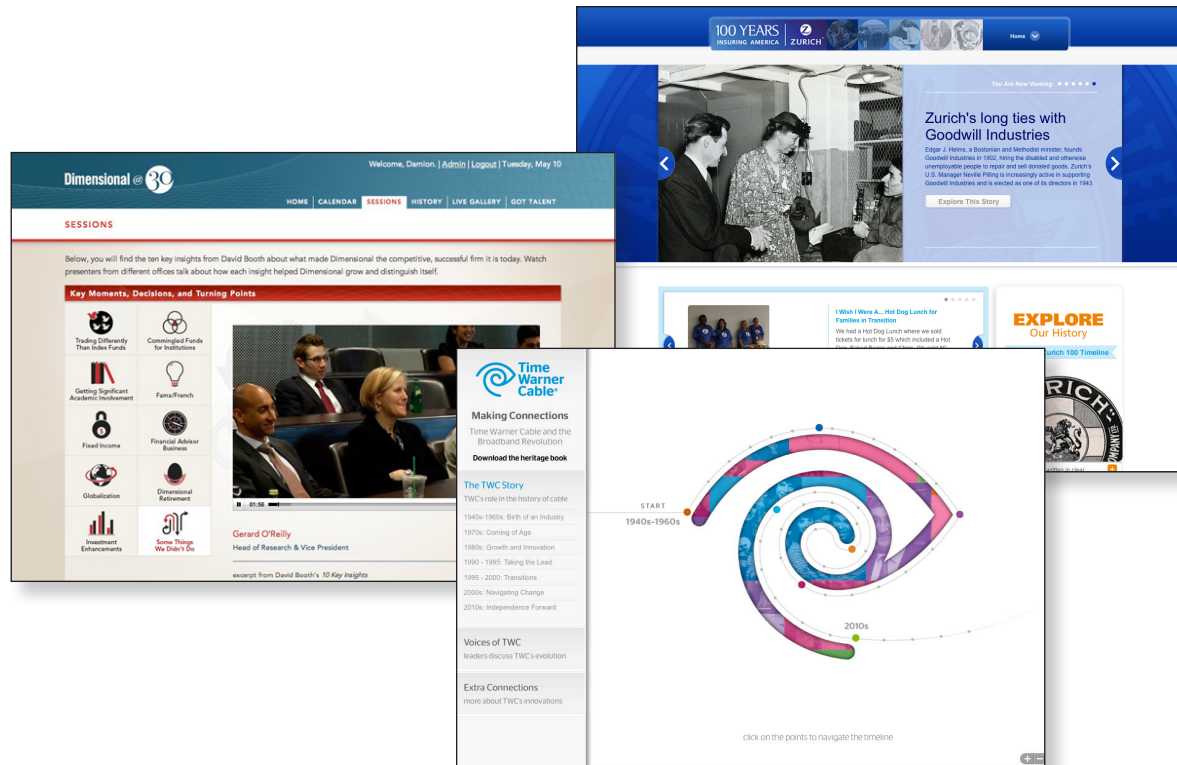 100 YEARS
INSURING AMERICA
ZURICH
Home
You Are Now Viewing:
Zurich's long ties with
Goodwill Industries
Edgar J. Helms, a Bostonian and Methodist minister, founds
Goodwill Industries in 1902, hiring the disabled and otherwise
unemployable people to repair and sell donated goods. Zurich's
U.S. Manager Neville Pilling is increasingly active in supporting
Goodwill Industries and is elected as one of its directors in 1943.
Explore This Story
I Wish I Were A... Hot Dog Lunch for
Families in Transition
We had a Hot Dog Lunch where we sold
tickets for lunch for $5 which included a Hot
EXPLORE
Our History
Zurich 100 Timeline
Dimensional @ 30
Welcome, Damion. | Admin | Logout | Tuesday, May 10
HOME | CALENDAR | SESSIONS | HISTORY | LIVE GALLERY | GOT TALENT
SESSIONS
Below, you will find the ten key insights from David Booth about what made Dimensional the competitive, successful firm it is today. Watch
presenters from different offices talk about how each insight helped Dimensional grow and distinguish itself.
Key Moments, Decisions, and Turning Points
Trading Differently
Than Index Funds
Commingled Funds
for Institutions
Getting Significant
Academic Involvement
Fama/French
Fixed Income
Financial Advisor
Business
Globalization
Dimensional
Retirement
Investment
Enhancements
Some Things
We Didn't Do
01:58
Gerard O'Reilly
Head of Research & Vice President
excerpt from David Booth's 10 Key Insights
Time
Warner
Cable®
Making Connections
Time Warner Cable and the
Broadband Revolution
Download the heritage book
The TWC Story
TWC's role in the history of cable
1940s-1960s: Birth of an Industry
1970s: Coming of Age
1980s: Growth and Innovation
1990 - 1995: Taking the Lead
1995 - 2000: Transitions
2000s: Navigating Change
2010s: Independence Forward
Voices of TWC
leaders discuss TWC's evolution
Extra Connections
more about TWC's innovations
START
1940s-1960s
2010s
click on the points to navigate the timeline